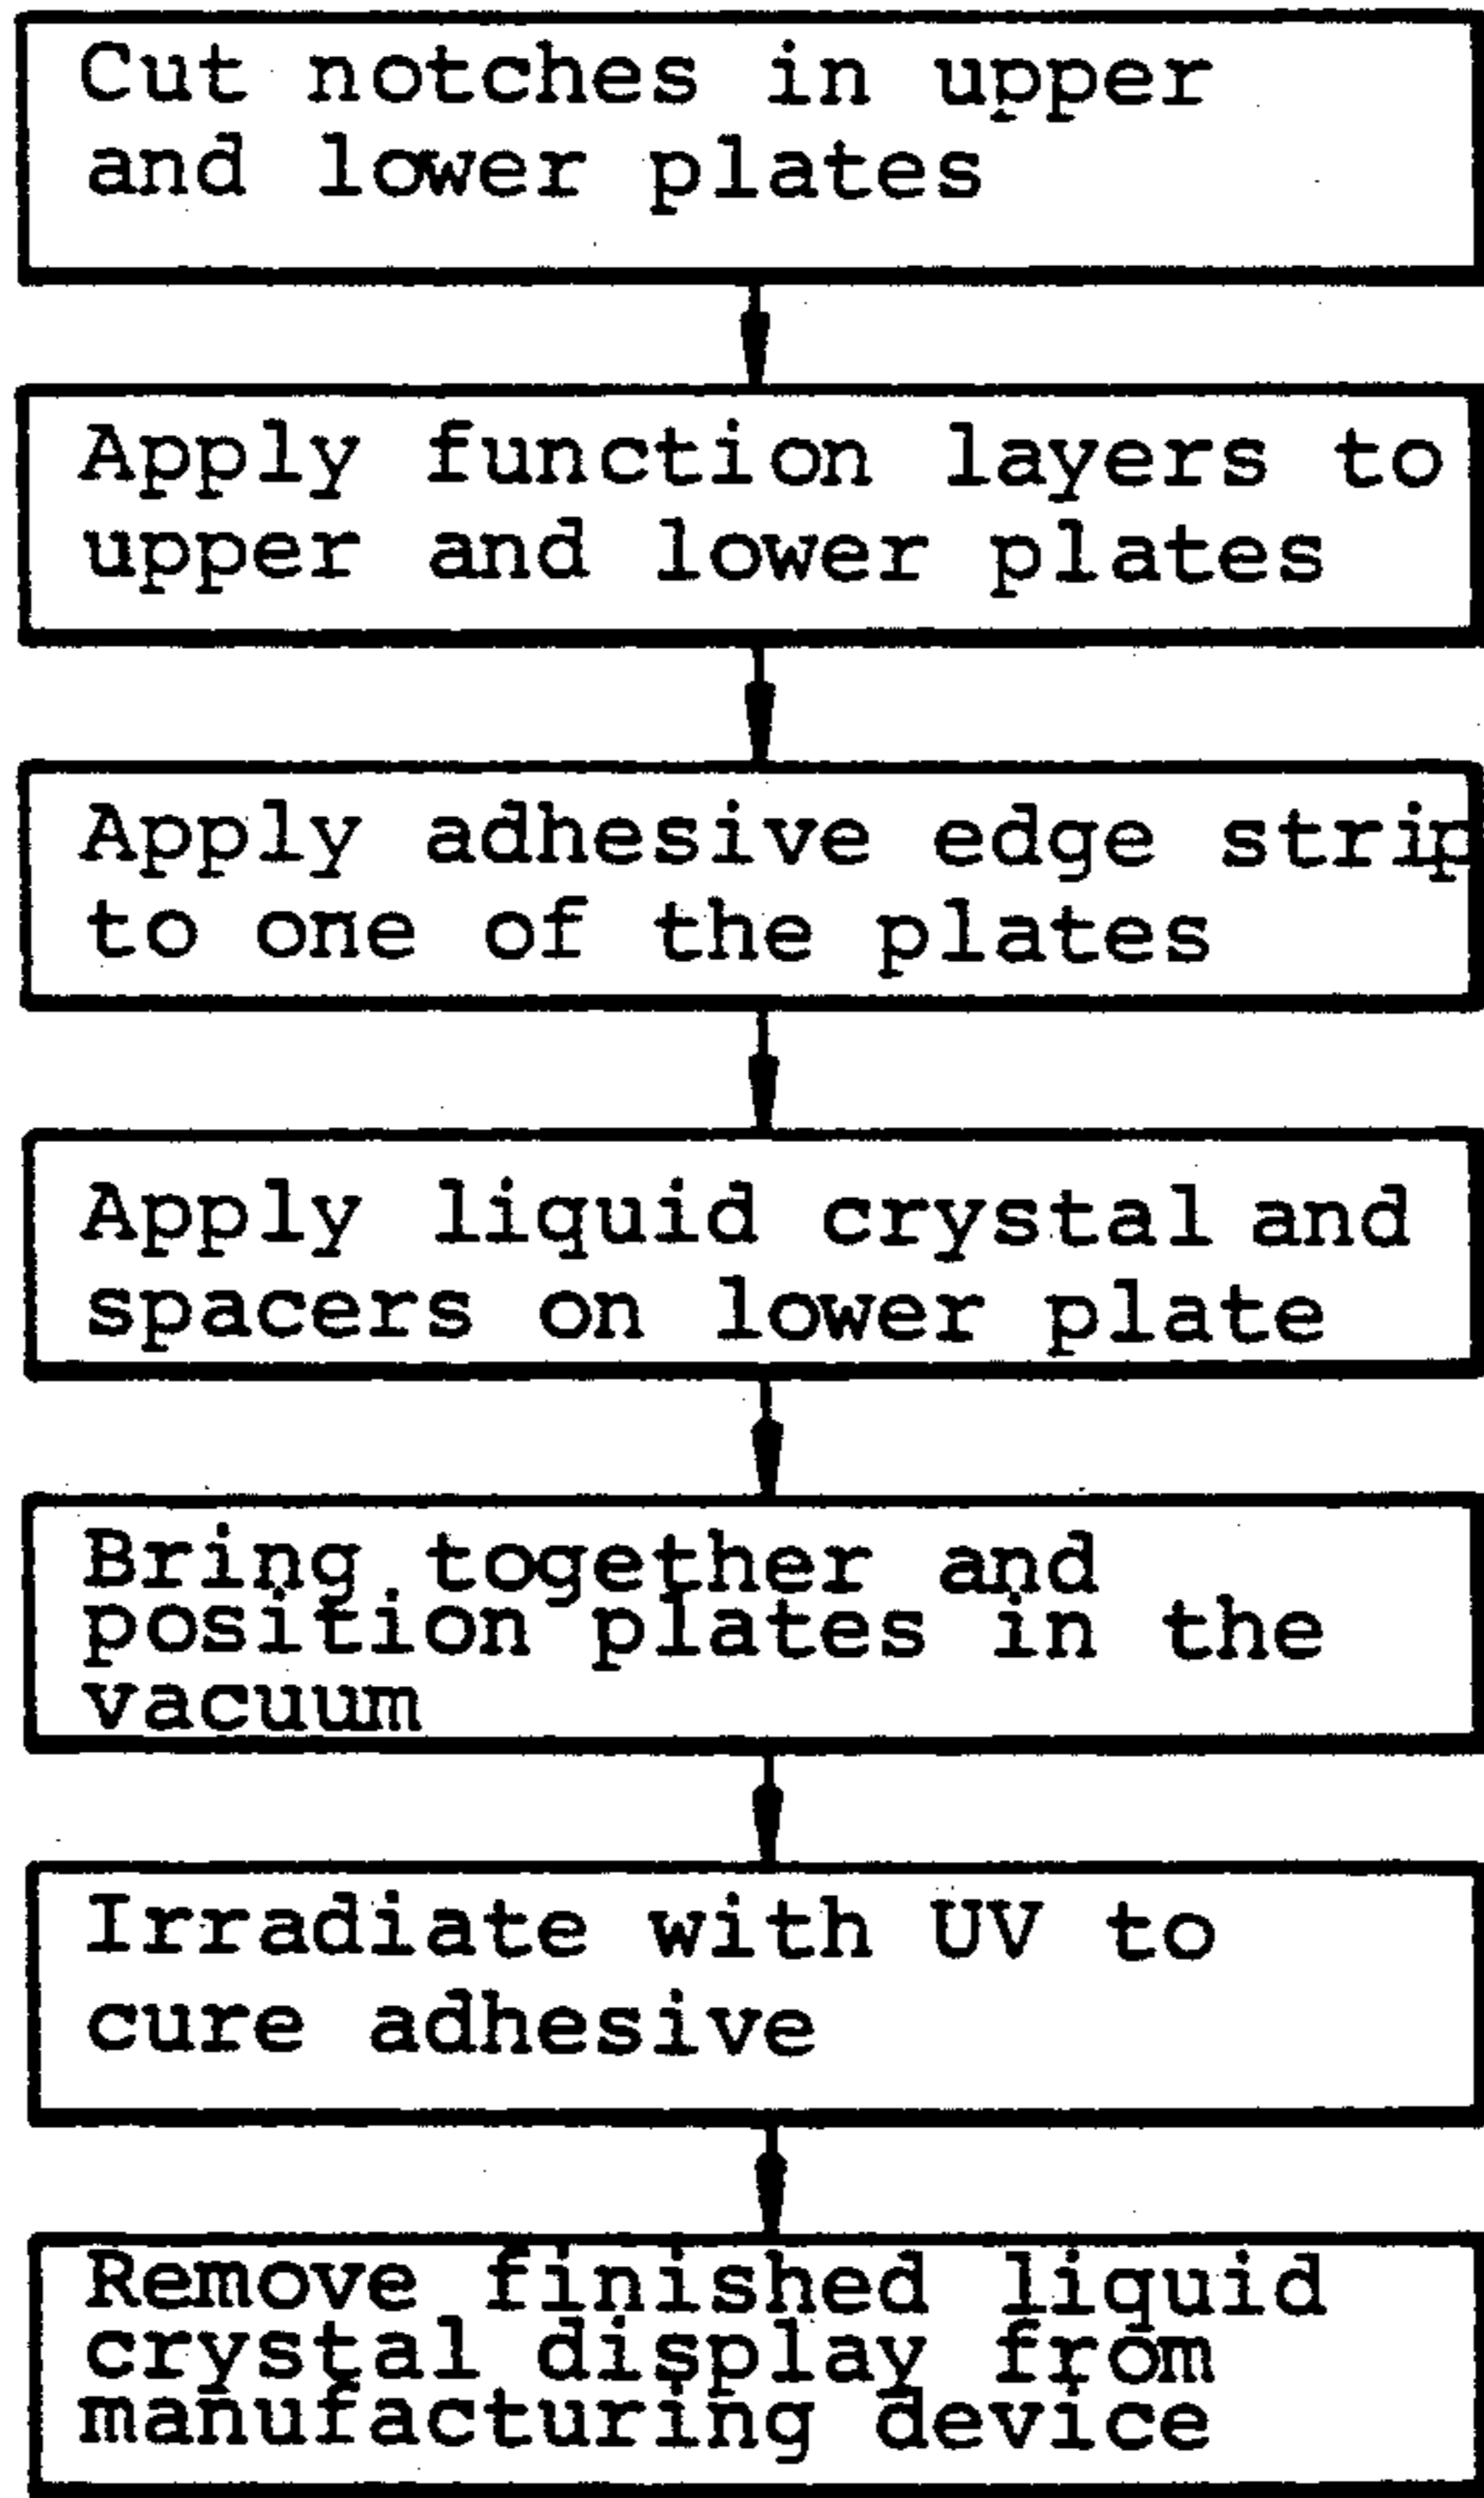 Cut notches in upper
and lower plates
Apply function layers to
upper and lower plates
Apply adhesive edge strip
to one of the plates
Apply liquid crystal and
spacers on lower plate
Bring together and
position plates in the
vacuum
Irradiate with UV to
cure adhesive
Remove finished liquid
crystal display from
manufacturing device